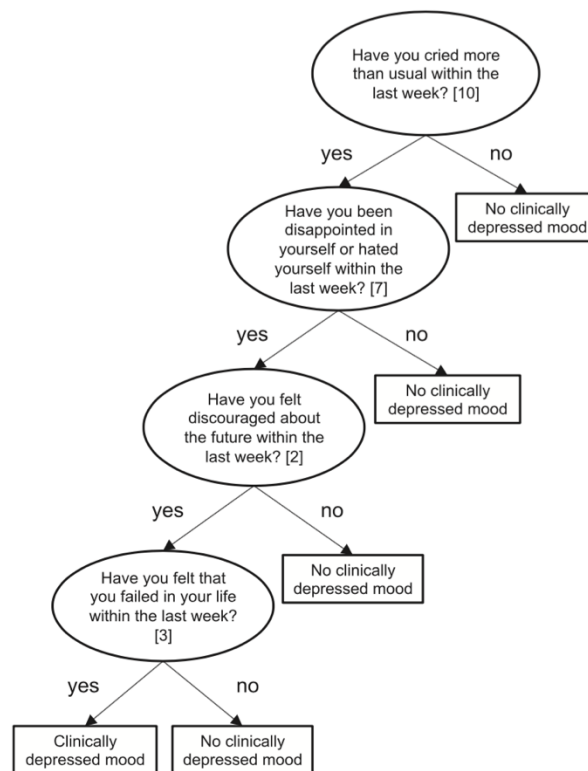 Have you cried more
than usual within the
last week? [10]
yes
no
Have you been
disappointed in
yourself or hated
yourself within the
last week? [7]
No clinically
depressed mood
yes
no
Have you felt
discouraged about
the future within the
last week? [2]
No clinically
depressed mood
yes
no
Have you felt that
you failed in your life
within the last week?
[3]
No clinically
depressed mood
yes
no
Clinically
depressed mood
No clinically
depressed mood